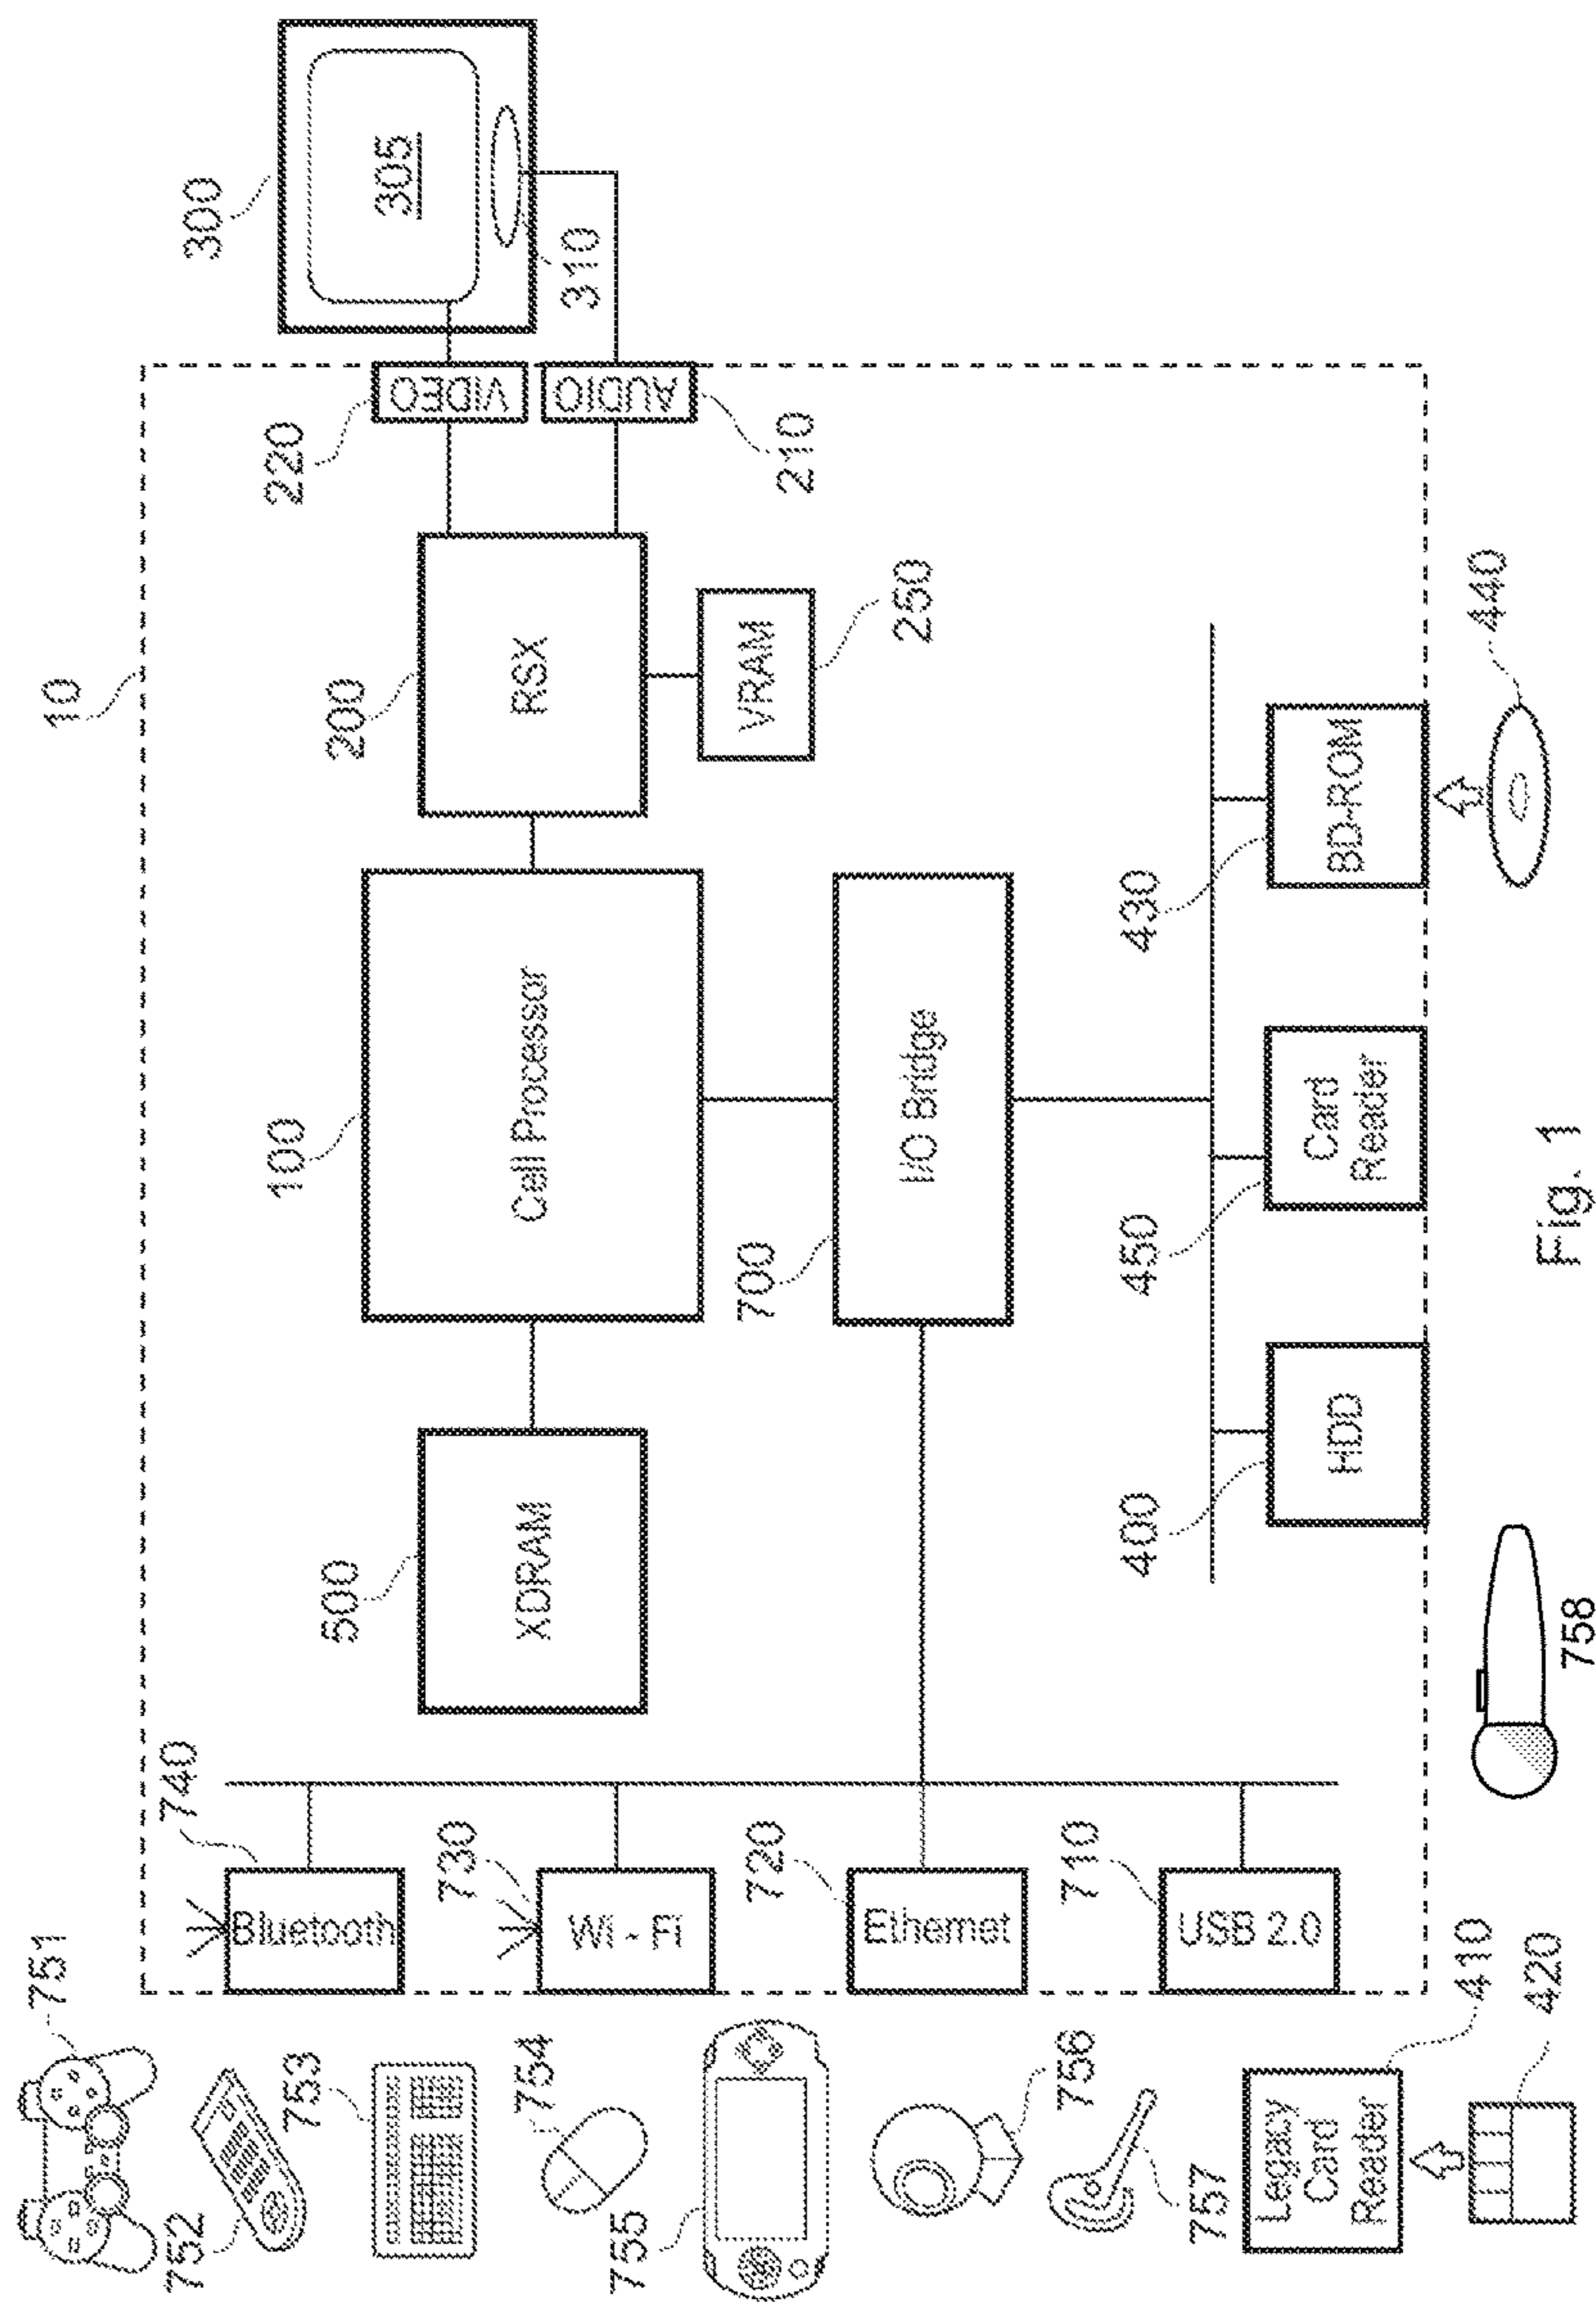 10
300
305
310
220
VIDEO
AUDIO
210
200
RSX
VRAM
250
100
Cell Processor
500
XDRAM
700
I/O Bridge
430
BD-ROM
440
450
Card
Reader
400
HDD
740
Bluetooth
730
Wi - Fi
720
Ethernet
710
USB 2.0
751
752
753
754
755
756
757
Legacy
Card
Reader
410
420
758
Fig. 1